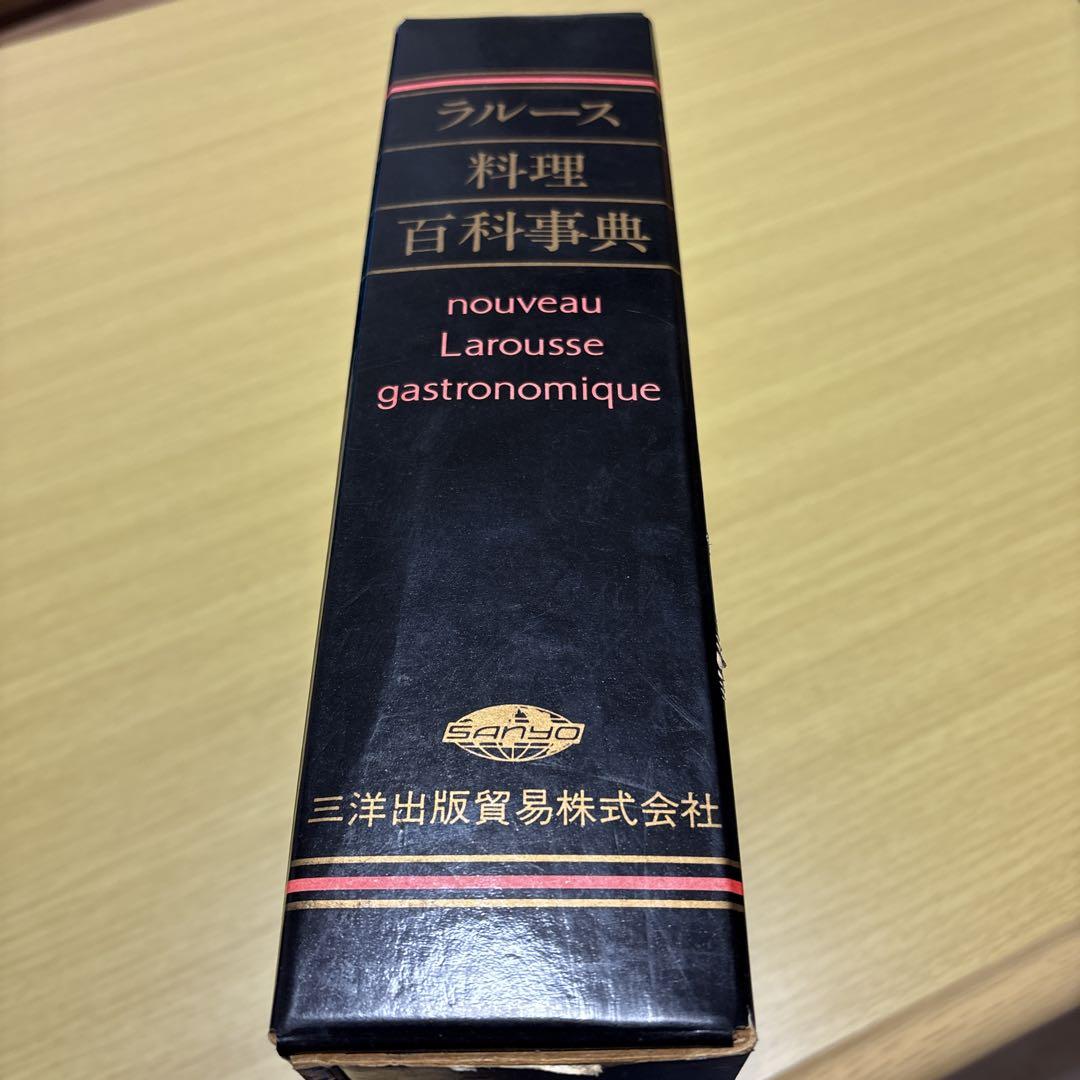 ラルース
料理
百科事典
nouveau
Larousse
gastronomique
SANYO
三洋出版貿易株式会社